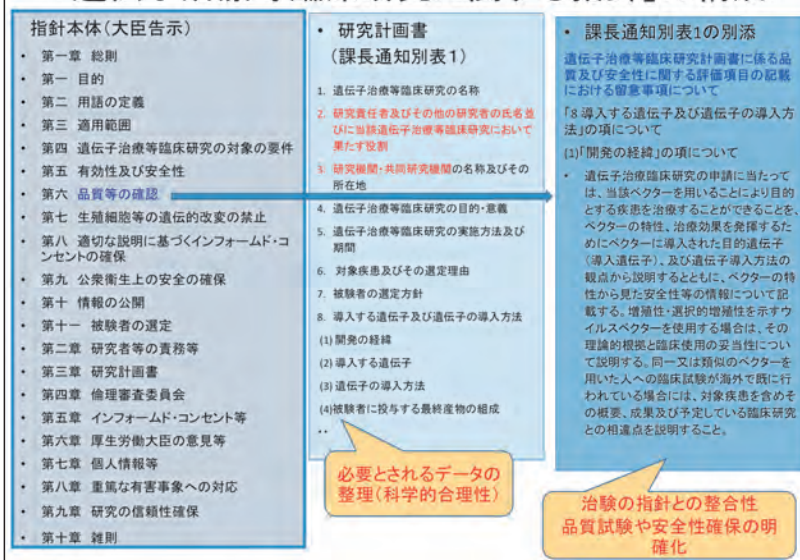 指針本体(大臣告示)
• 第一章 総則
• 第一 目的
• 第二 用語の定義
• 第三 適用範囲
• 第四 遺伝子治療等臨床研究の対象の要件
• 第五 有効性及び安全性
• 第六 品質等の確認
• 第七 生殖細胞等の遺伝的改変の禁止
• 第八 適切な説明に基づくインフォームド・コ
ンセントの確保
• 第九 公衆衛生上の安全の確保
• 第十 情報の公開
• 第十一 被験者の選定
• 第二章 研究者等の責務等
• 第三章 研究計画書
• 第四章 倫理審査委員会
• 第五章 インフォームド・コンセント等
• 第六章 厚生労働大臣の意見等
• 第七章 個人情報等
• 第八章 重篤な有害事象への対応
• 第九章 研究の信頼性確保
• 第十章 雑則
• 研究計画書
(課長通知別表1)
1. 遺伝子治療等臨床研究の名称
2. 研究責任者及びその他の研究者の氏名並
びに当該遺伝子治療等臨床研究において
果たす役割
3. 研究機関・共同研究機関の名称及びその
所在地
4. 遺伝子治療等臨床研究の目的・意義
5. 遺伝子治療等臨床研究の実施方法及び
期間
6. 対象疾患及びその選定理由
7. 被験者の選定方針
8. 導入する遺伝子及び遺伝子の導入方法
(1) 開発の経緯
(2) 導入する遺伝子
(3) 遺伝子の導入方法
(4)被験者に投与する最終産物の組成
・・
必要とされるデータの
整理(科学的合理性)
• 課長通知別表1の別添
遺伝子治療等臨床研究計画書に係る品
質及び安全性に関する評価項目の記載
における留意事項について
「8 導入する遺伝子及び遺伝子の導入方
法」の項について
(1)「開発の経緯」の項について
• 遺伝子治療臨床研究の申請に当たって
は、当該ベクターを用いることにより目的
とする疾患を治療することができることを、
ベクターの特性、治療効果を発揮するた
めにベクターに導入された目的遺伝子
(導入遺伝子)、及び遺伝子導入方法の
観点から説明するとともに、ベクターの特
性から見た安全性等の情報について記
載する。増殖性・選択的増殖性を示すウ
イルスベクターを使用する場合は、その
理論的根拠と臨床使用の妥当性につい
て説明する。同一又は類似のベクターを
用いた人への臨床試験が海外で既に行
われている場合には、対象疾患を含めそ
の概要、成果及び予定している臨床研究
との相違点を説明すること。
治験の指針との整合性
品質試験や安全性確保の明
確化